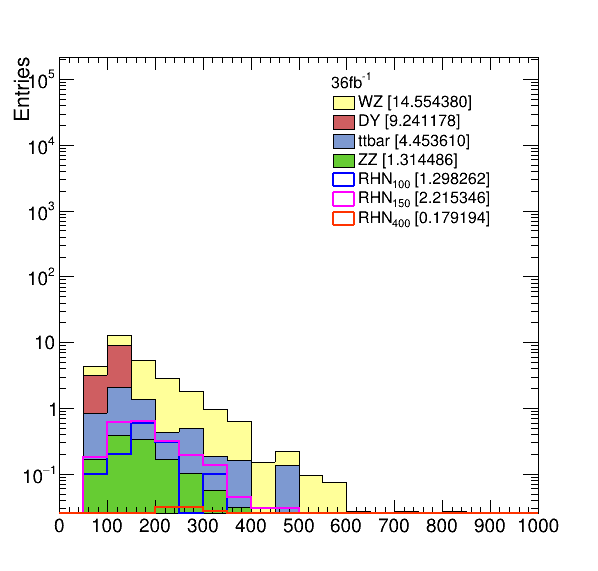 Entries
36fb⁻¹
WZ [14.554380]
DY [9.241178]
ttbar [4.453610]
ZZ [1.314486]
RHN₁₀₀ [1.298262]
RHN₁₅₀ [2.215346]
RHN₄₀₀ [0.179194]
10⁵
10⁴
10³
10²
10
1
10⁻¹
0 100 200 300 400 500 600 700 800 900 1000